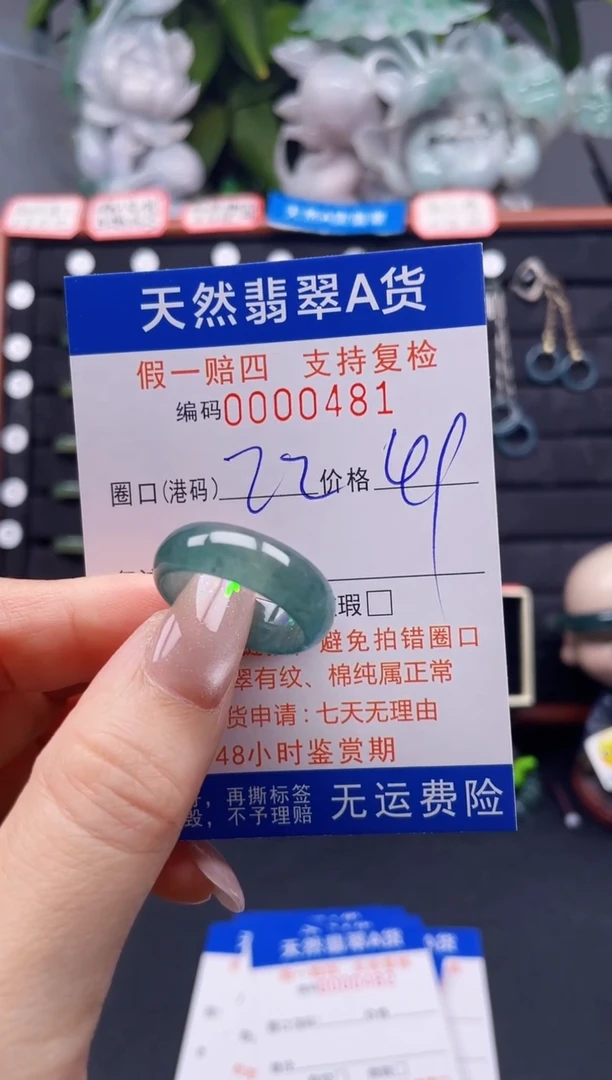 天然翡翠A货
假一赔四 支持复检
编码0000481
圈口(港码) 22 价格
瑕□
避免拍错圈口
翠有纹、棉纯属正常
货申请:七天无理由
48小时鉴赏期
再撕标签
不予理赔
无运费险
天然翡翠A货